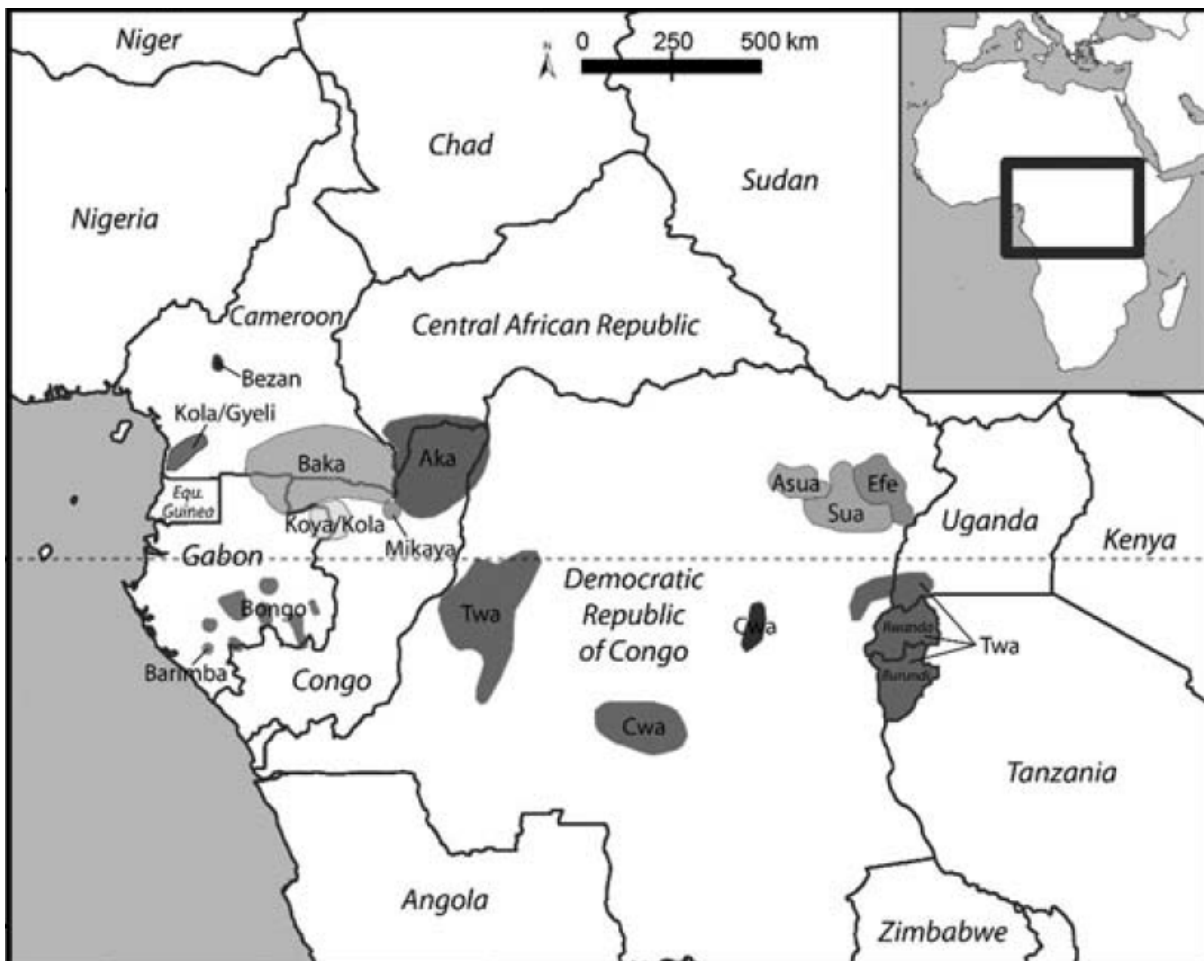 Niger
N
0 250 500 km
Chad
Sudan
Nigeria
Cameroon
Central African Republic
Bezan
Kola/Gyeli
Baka
Aka
Asua
Efe
Equ.
Guinea
Sua
Koya/Kola
Uganda
Kenya
Mikaya
Gabon
Democratic
Republic
of Congo
Bongo
Twa
Cwa
Rwanda
Twa
Barimba
Congo
Burundi
Cwa
Tanzania
Angola
Zimbabwe